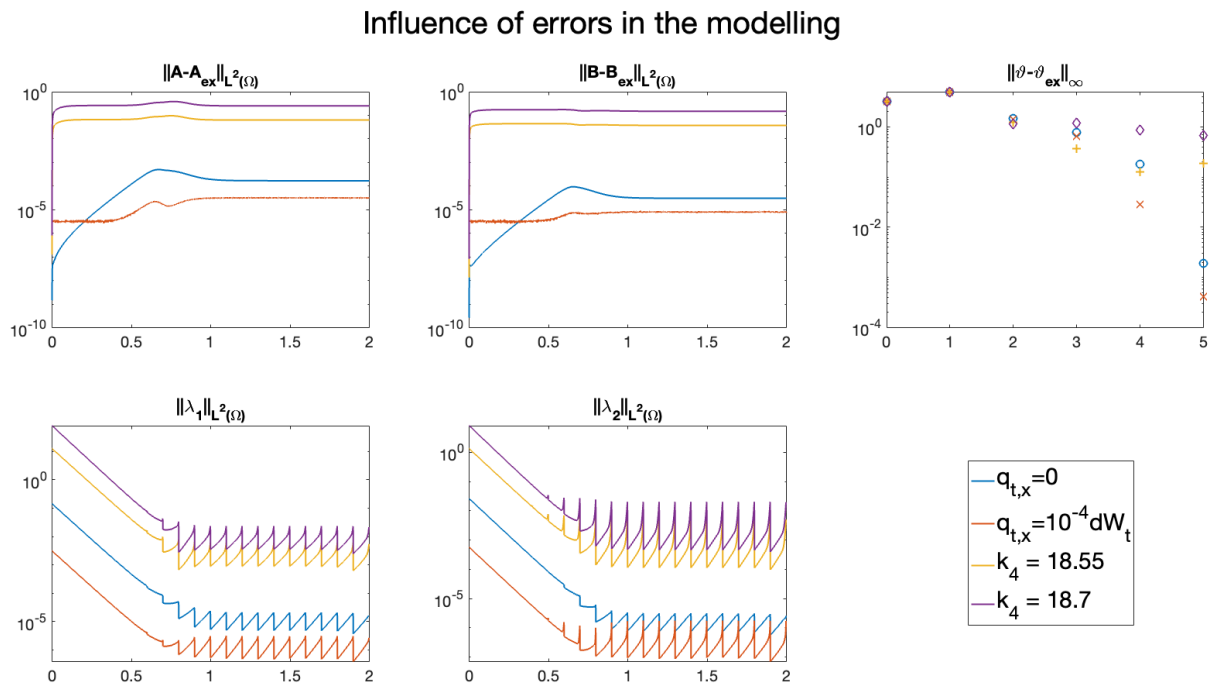 Influence of errors in the modelling
||A-A_ex||_L²(Ω)
10^0
10^-5
10^-10
0 0.5 1 1.5 2
||B-B_ex||_L²(Ω)
10^0
10^-5
10^-10
0 0.5 1 1.5 2
||ϑ-ϑ_ex||_∞
10^0
10^-2
10^-4
0 1 2 3 4 5
||λ_1||_L²(Ω)
10^0
10^-5
0 0.5 1 1.5 2
||λ_2||_L²(Ω)
10^0
10^-5
0 0.5 1 1.5 2
q_t,x=0
q_t,x=10^-4dW_t
k_4 = 18.55
k_4 = 18.7